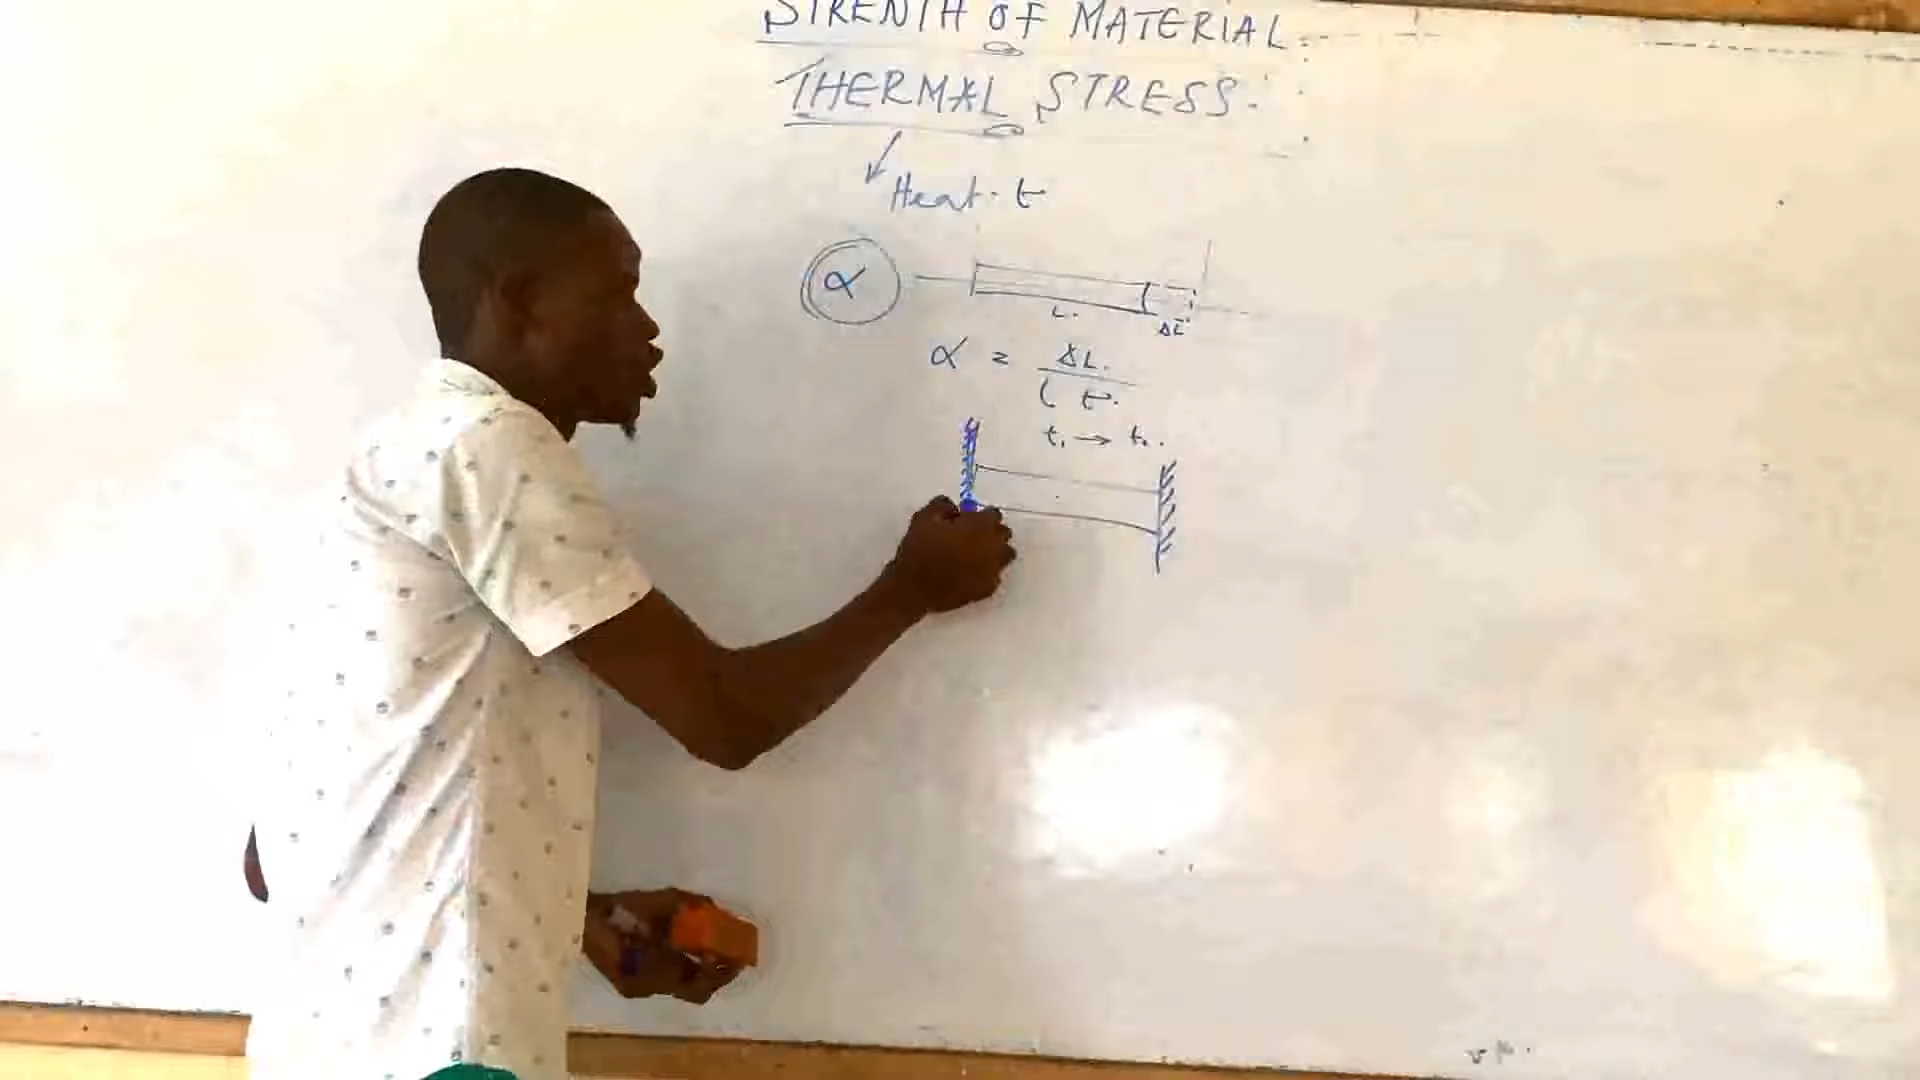 STRENTH OF MATERIAL.
THERMAL STRESS.
Heat. t
α
L.
ΔL
α = ΔL.
L t.
t₁ → t₂.